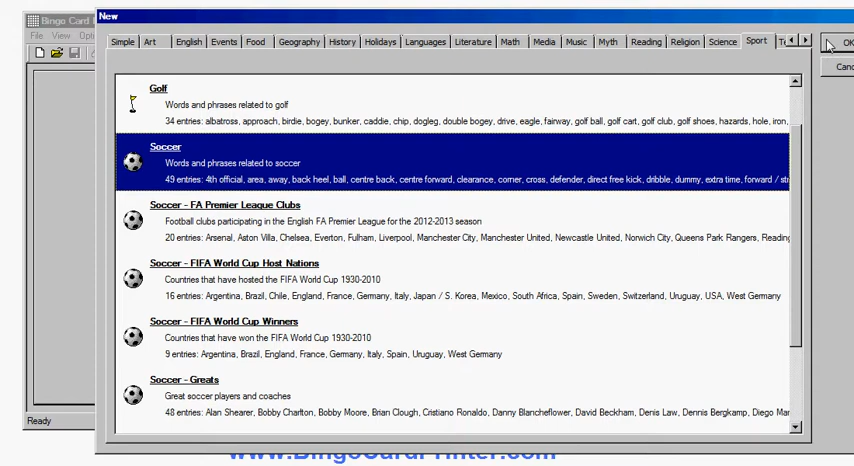 Bingo Card
New
File View Opti
Simple Art English Events Food Geography History Holidays Languages Literature Math Media Music Myth Reading Religion Science Sport
OK
Canc
Golf
Words and phrases related to golf
34 entries: albatross, approach, birdie, bogey, bunker, caddie, chip, dogleg, double bogey, drive, eagle, fairway, golf ball, golf cart, golf club, golf shoes, hazards, hole, iron,
Soccer
Words and phrases related to soccer
49 entries: 4th official, area, away, back heel, ball, centre back, centre forward, clearance, corner, cross, defender, direct free kick, dribble, dummy, extra time, forward / str
Soccer - FA Premier League Clubs
Football clubs participating in the English FA Premier League for the 2012-2013 season
20 entries: Arsenal, Aston Villa, Chelsea, Everton, Fulham, Liverpool, Manchester City, Manchester United, Newcastle United, Norwich City, Queens Park Rangers, Reading
Soccer - FIFA World Cup Host Nations
Countries that have hosted the FIFA World Cup 1930-2010
16 entries: Argentina, Brazil, Chile, England, France, Germany, Italy, Japan / S. Korea, Mexico, South Africa, Spain, Sweden, Switzerland, Uruguay, USA, West Germany
Soccer - FIFA World Cup Winners
Countries that have won the FIFA World Cup 1930-2010
9 entries: Argentina, Brazil, England, France, Germany, Italy, Spain, Uruguay, West Germany
Soccer - Greats
Great soccer players and coaches
48 entries: Alan Shearer, Bobby Charlton, Bobby Moore, Brian Clough, Cristiano Ronaldo, Danny Blanchflower, David Beckham, Denis Law, Dennis Bergkamp, Diego Mar
Ready
www.BingoCardPrinter.com